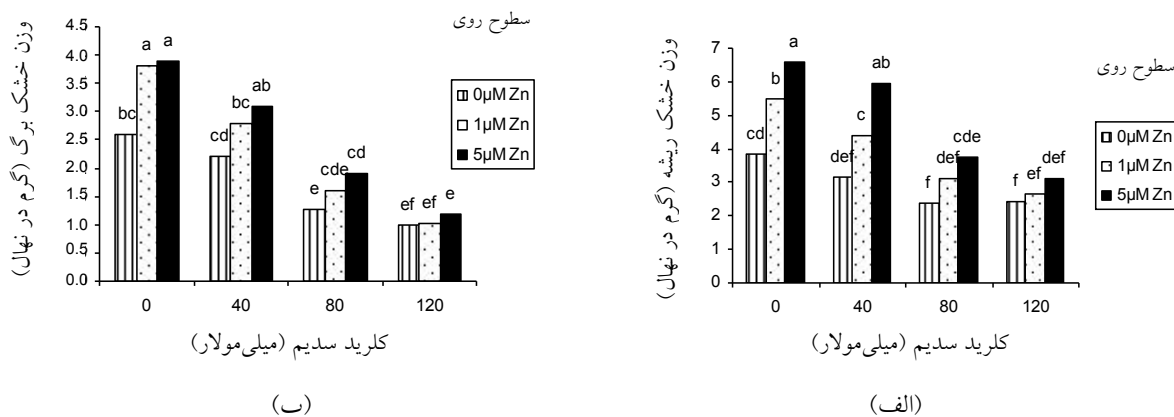 سطوح روی
وزن خشک ریشه (گرم در نهال)
7
6
5
4
3
2
1
0
cd
b
a
def
c
ab
f
def
cde
f
ef
def
0 40 80 120
کلرید سدیم (میلی‌مولار)
0µM Zn
1µM Zn
5µM Zn
(الف)
سطوح روی
وزن خشک برگ (گرم در نهال)
4.5
4.0
3.5
3.0
2.5
2.0
1.5
1.0
0.5
0.0
bc
a
a
cd
bc
ab
e
cde
cd
ef
ef
e
0 40 80 120
کلرید سدیم (میلی‌مولار)
0µM Zn
1µM Zn
5µM Zn
(ب)